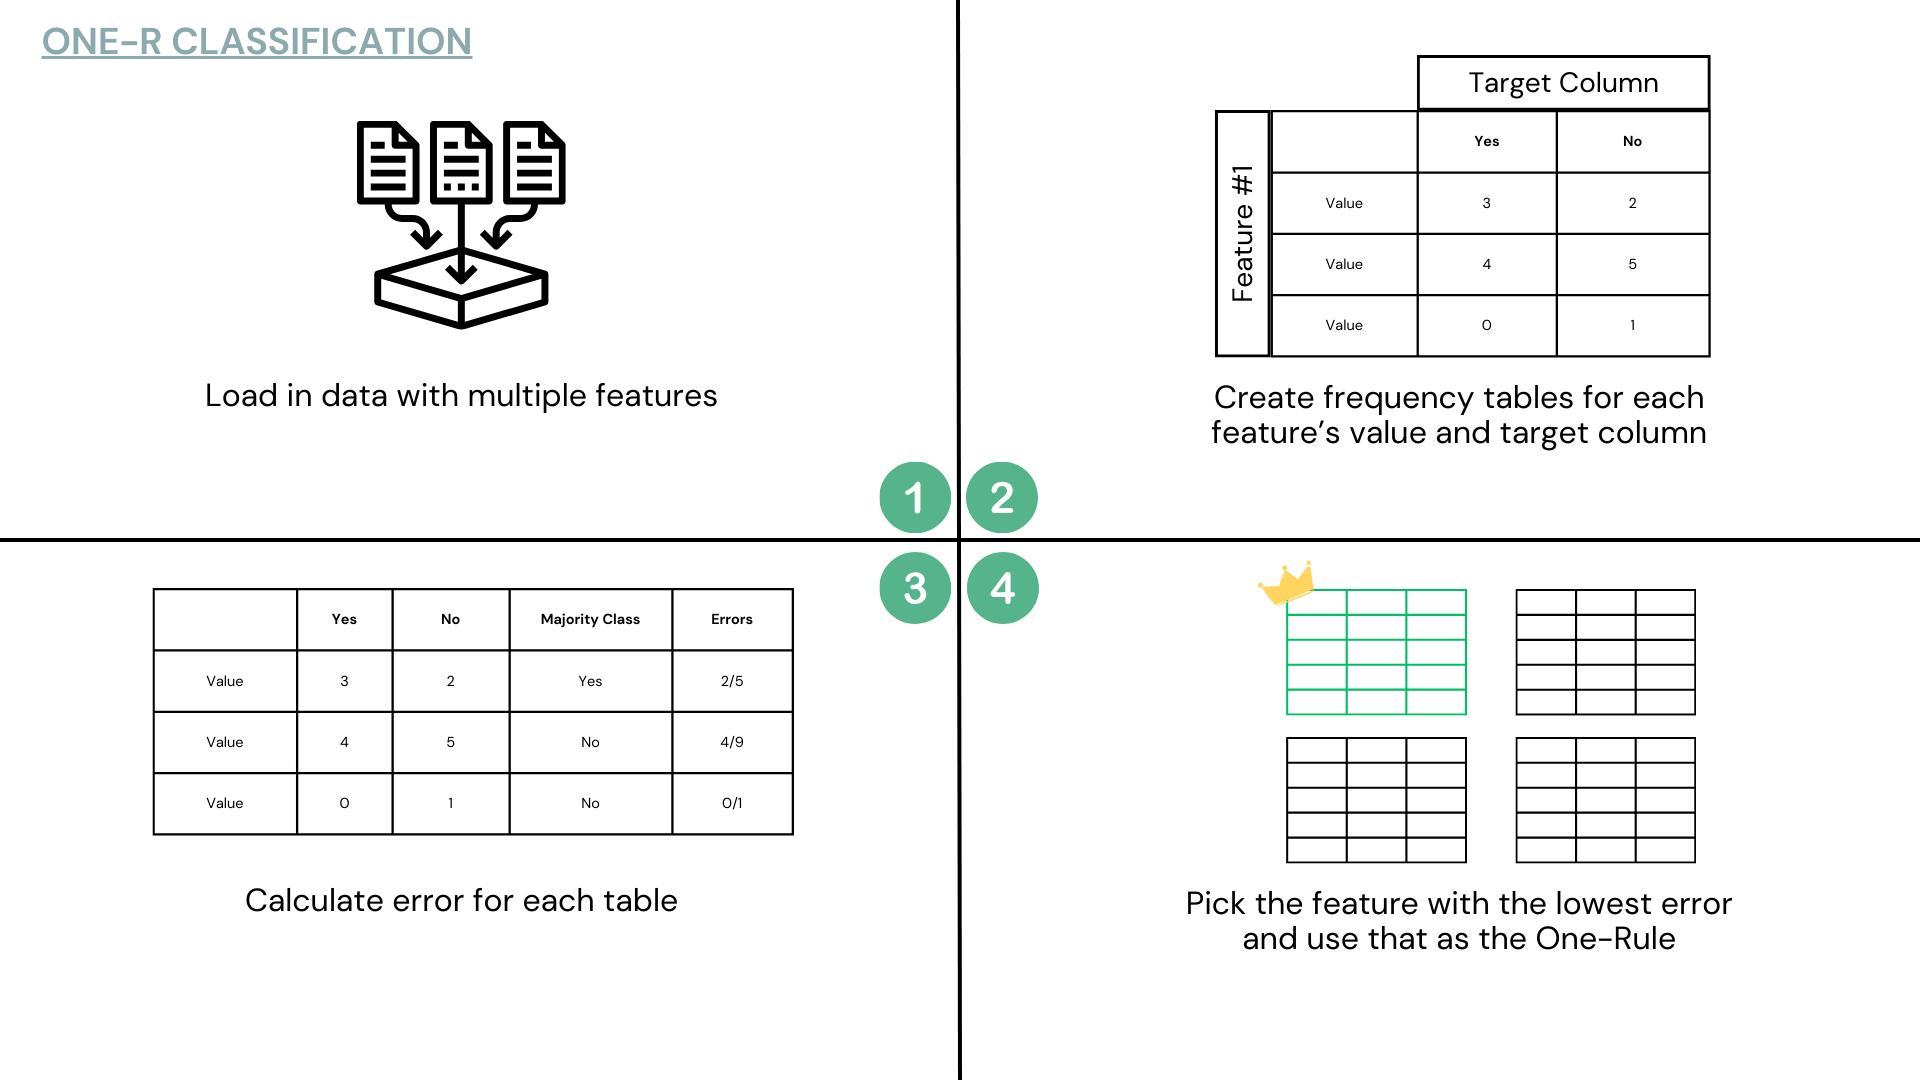 ONE-R CLASSIFICATION
Load in data with multiple features
1
Target Column
Feature #1
Yes No
Value 3 2
Value 4 5
Value 0 1
Create frequency tables for each
feature’s value and target column
2
3
Yes No Majority Class Errors
Value 3 2 Yes 2/5
Value 4 5 No 4/9
Value 0 1 No 0/1
Calculate error for each table
4
Pick the feature with the lowest error
and use that as the One-Rule